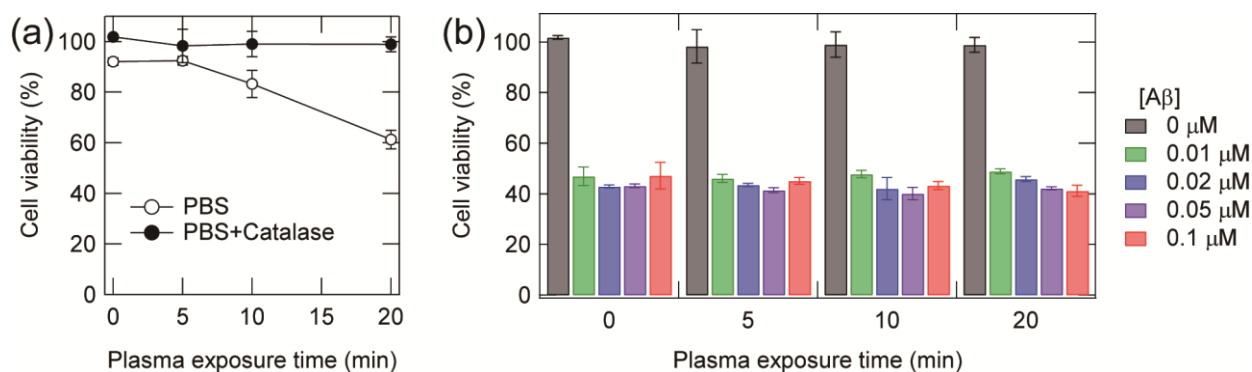 (a)
Cell viability (%)
100
80
60
40
20
0
PBS
PBS+Catalase
0 5 10 15 20
Plasma exposure time (min)
(b)
Cell viability (%)
100
80
60
40
20
0
0 5 10 20
Plasma exposure time (min)
[Aβ]
0 μM
0.01 μM
0.02 μM
0.05 μM
0.1 μM